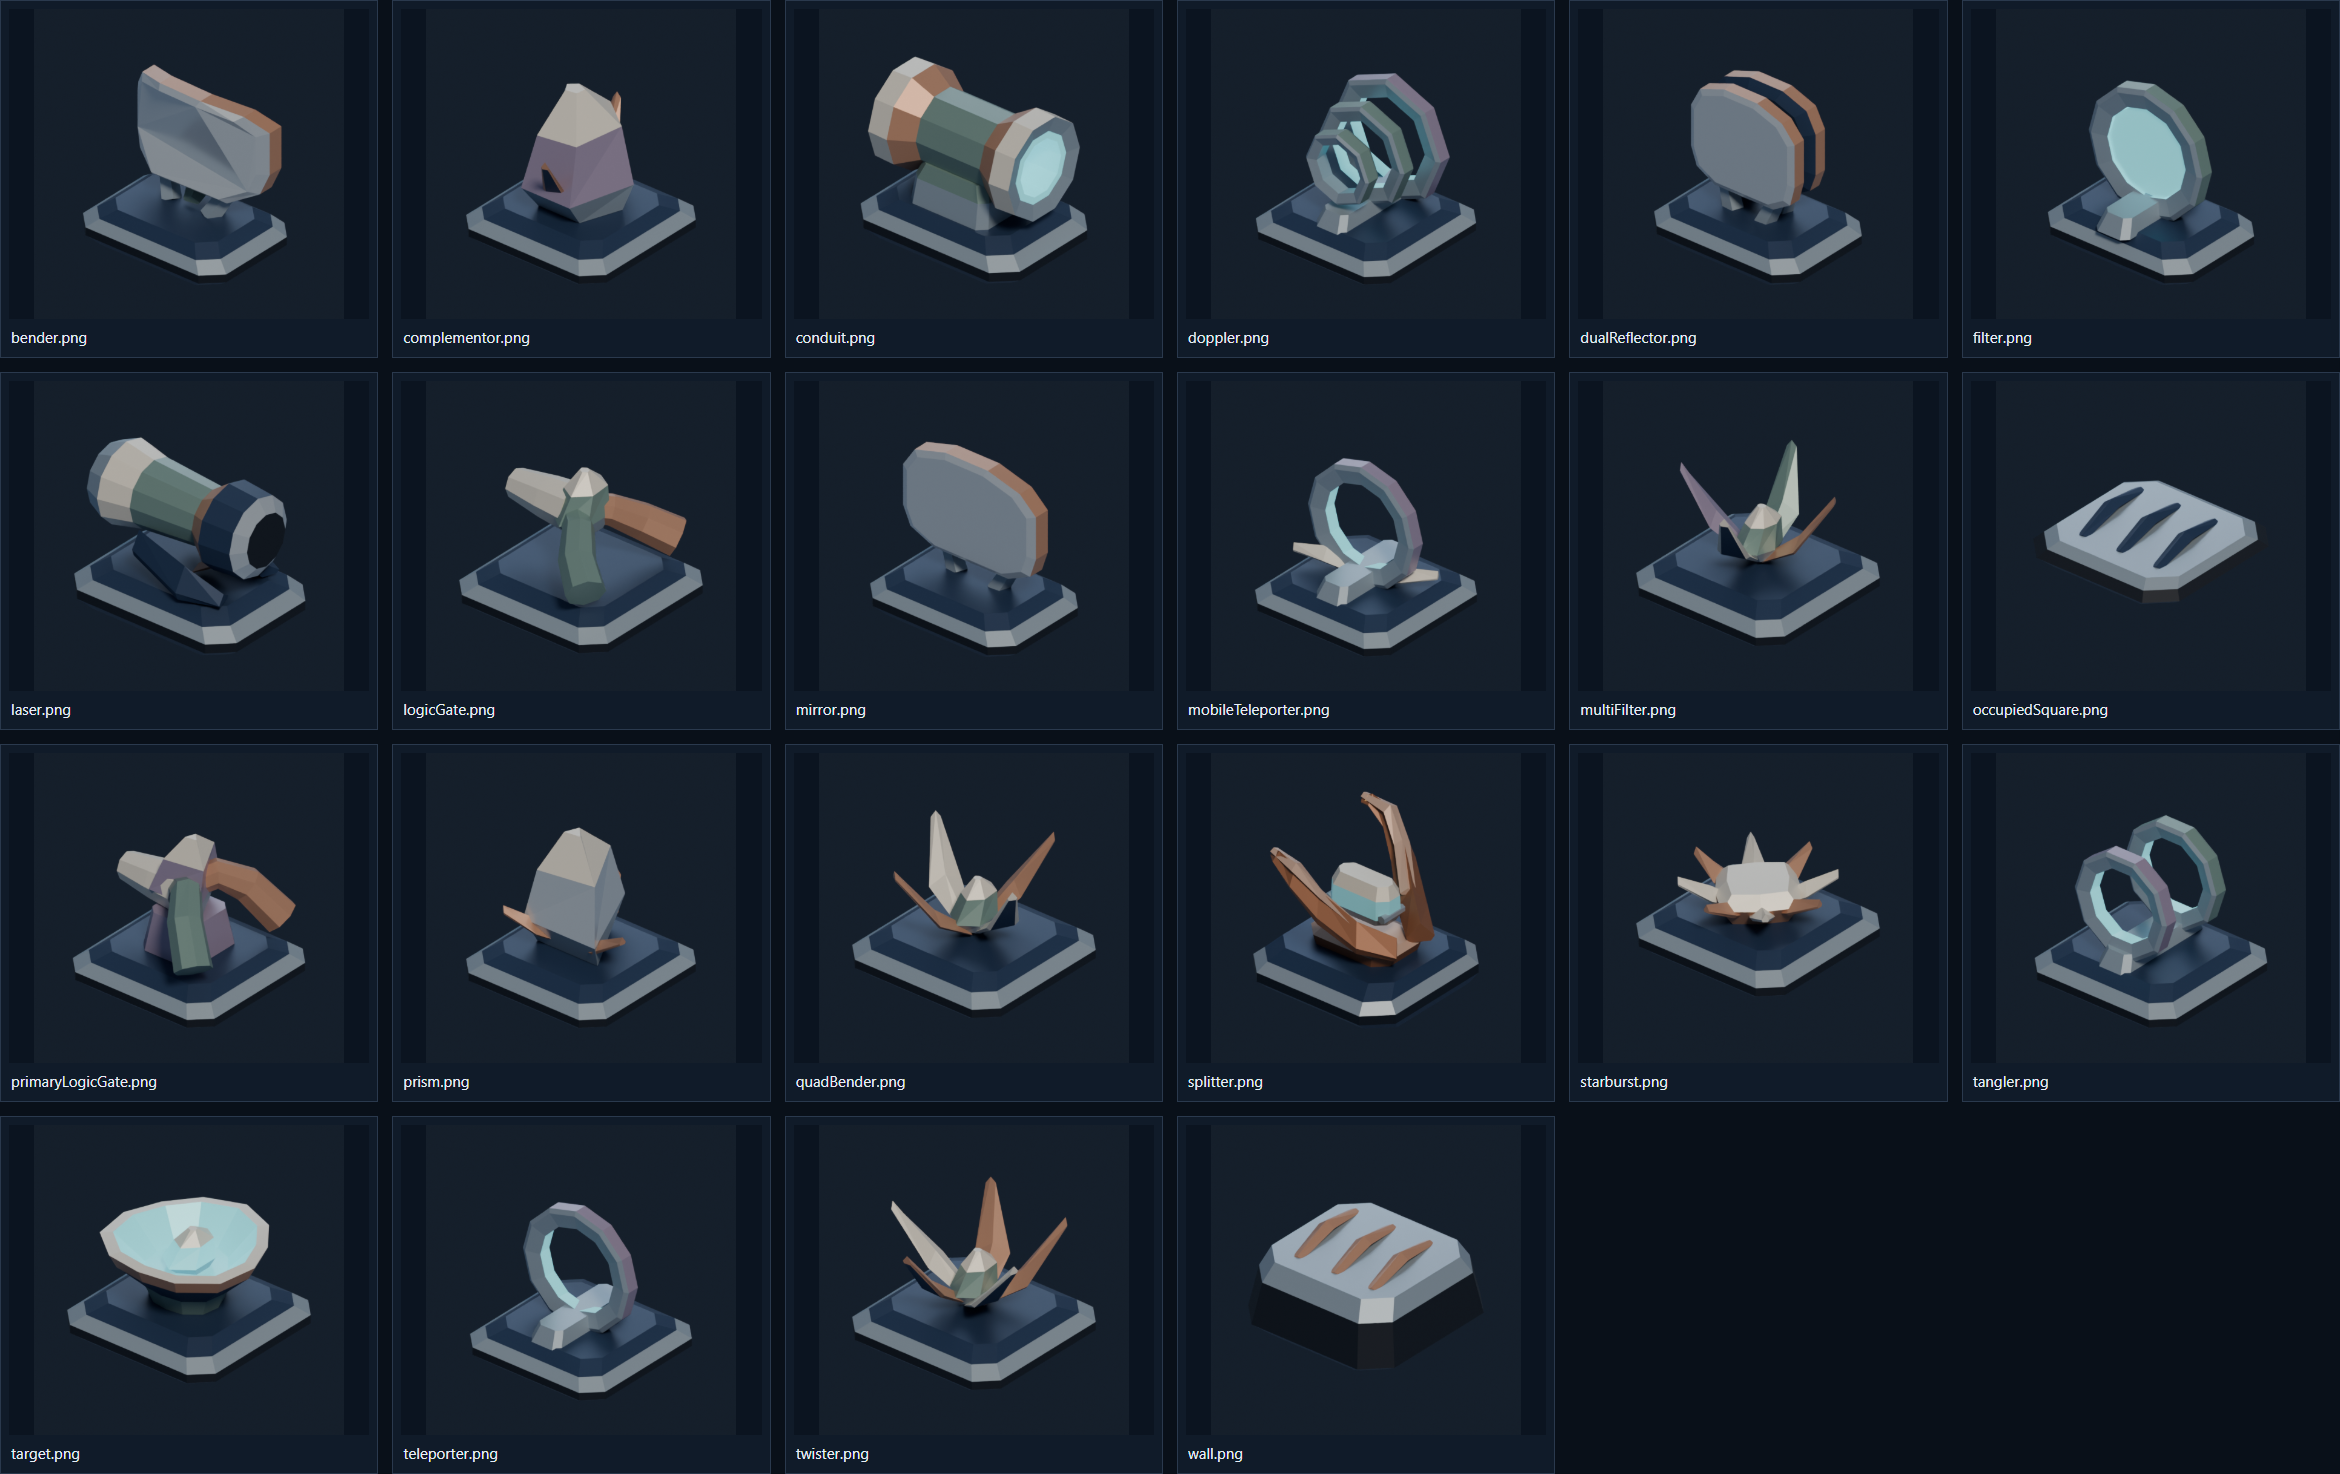 bender.png
complementor.png
conduit.png
doppler.png
dualReflector.png
filter.png
laser.png
logicGate.png
mirror.png
mobileTeleporter.png
multiFilter.png
occupiedSquare.png
primaryLogicGate.png
prism.png
quadBender.png
splitter.png
starburst.png
tangler.png
target.png
teleporter.png
twister.png
wall.png